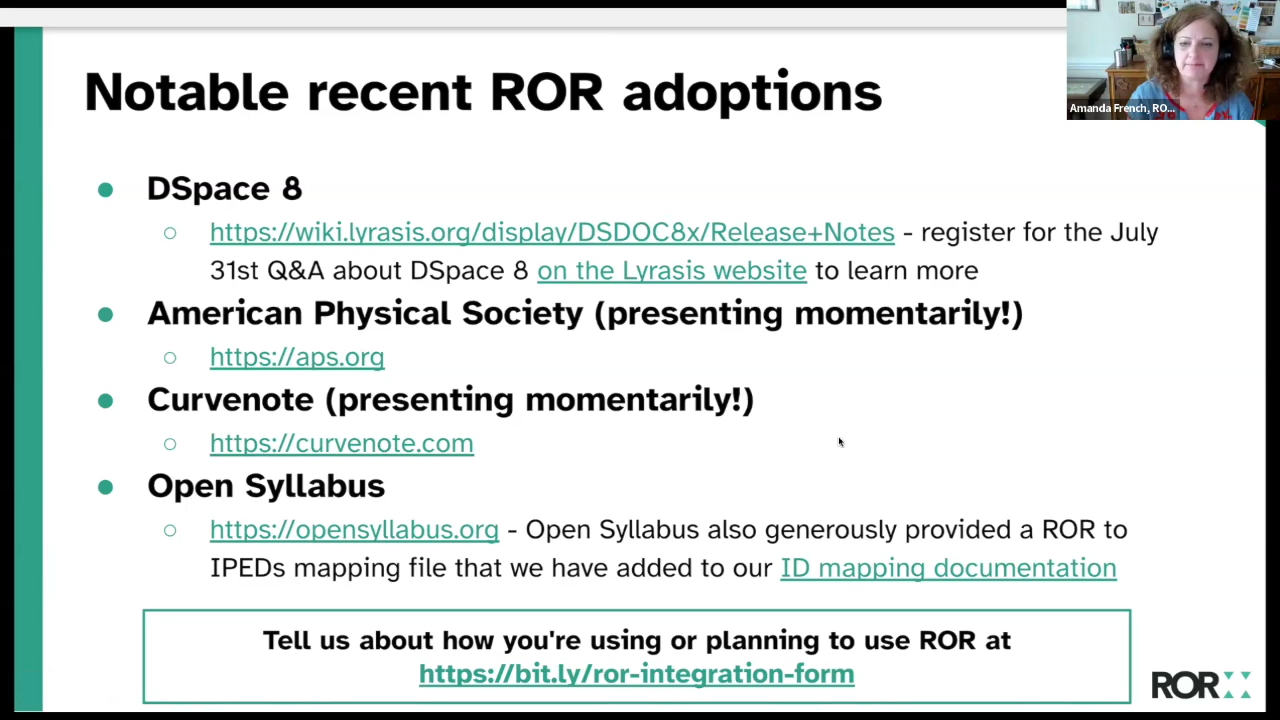 Notable recent ROR adoptions
Amanda French, RO...
● DSpace 8
○ https://wiki.lyrasis.org/display/DSDOC8x/Release+Notes - register for the July
31st Q&A about DSpace 8 on the Lyrasis website to learn more
● American Physical Society (presenting momentarily!)
○ https://aps.org
● Curvenote (presenting momentarily!)
○ https://curvenote.com
● Open Syllabus
○ https://opensyllabus.org - Open Syllabus also generously provided a ROR to
IPEDs mapping file that we have added to our ID mapping documentation
Tell us about how you're using or planning to use ROR at
https://bit.ly/ror-integration-form
ROR